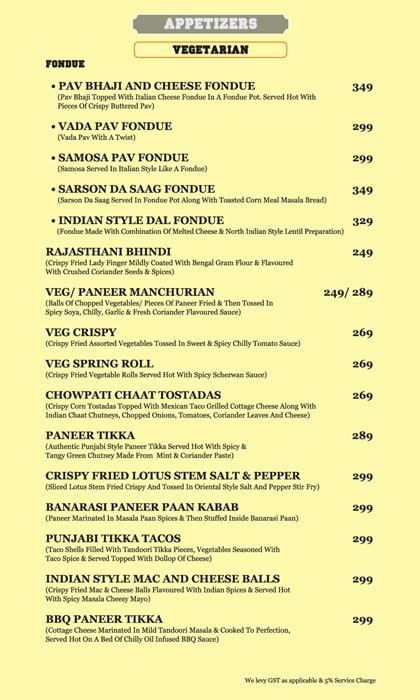 APPETIZERS
VEGETARIAN
FONDUE
• PAV BHAJI AND CHEESE FONDUE 349
(Pav Bhaji Topped With Italian Cheese Fondue In A Fondue Pot. Served Hot With
Pieces Of Crispy Buttered Pav)
• VADA PAV FONDUE 299
(Vada Pav With A Twist)
• SAMOSA PAV FONDUE 299
(Samosa Served In Italian Style Like A Fondue)
• SARSON DA SAAG FONDUE 349
(Sarson Da Saag Served In Fondue Pot Along With Toasted Corn Meal Masala Bread)
• INDIAN STYLE DAL FONDUE 329
(Fondue Made With Combination Of Melted Cheese & North Indian Style Lentil Preparation)
RAJASTHANI BHINDI 249
(Crispy Fried Lady Finger Mildly Coated With Bengal Gram Flour & Flavoured
With Crushed Coriander Seeds & Spices)
VEG/ PANEER MANCHURIAN 249/ 289
(Balls Of Chopped Vegetables/ Pieces Of Paneer Fried & Then Tossed In
Spicy Soya, Chilly, Garlic & Fresh Coriander Flavoured Sauce)
VEG CRISPY 269
(Crispy Fried Assorted Vegetables Tossed In Sweet & Spicy Chilly Tomato Sauce)
VEG SPRING ROLL 269
(Crispy Fried Vegetable Rolls Served Hot With Spicy Schezwan Sauce)
CHOWPATI CHAAT TOSTADAS 269
(Crispy Corn Tostadas Topped With Mexican Taco Grilled Cottage Cheese Along With
Indian Chaat Chutneys, Chopped Onions, Tomatoes, Coriander Leaves And Cheese)
PANEER TIKKA 289
(Authentic Punjabi Style Paneer Tikka Served Hot With Spicy &
Tangy Green Chutney Made From Mint & Coriander Paste)
CRISPY FRIED LOTUS STEM SALT & PEPPER 299
(Sliced Lotus Stem Fried Crispy And Tossed In Oriental Style Salt And Pepper Stir Fry)
BANARASI PANEER PAAN KABAB 299
(Paneer Marinated In Masala Paan Spices & Then Stuffed Inside Banarasi Paan)
PUNJABI TIKKA TACOS 299
(Taco Shells Filled With Tandoori Tikka Pieces, Vegetables Seasoned With
Taco Spice & Served Topped With Dollop Of Cheese)
INDIAN STYLE MAC AND CHEESE BALLS 299
(Crispy Fried Mac & Cheese Balls Flavoured With Indian Spices & Served Hot
With Spicy Masala Cheesy Mayo)
BBQ PANEER TIKKA 299
(Cottage Cheese Marinated In Mild Tandoori Masala & Cooked To Perfection,
Served Hot On A Bed Of Chilly Oil Infused BBQ Sauce)
We levy GST as applicable & 5% Service Charge